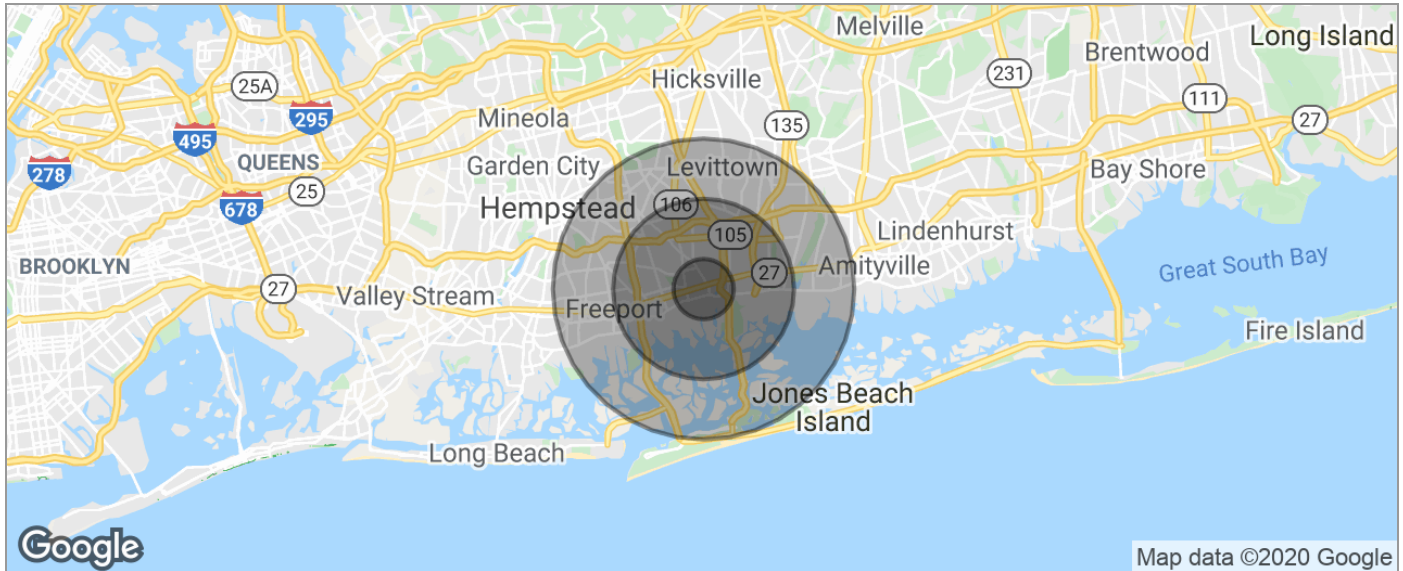 Melville
Long Island
Brentwood
Hicksville
25A
231
111
295
Mineola
135
27
495
QUEENS
Garden City
Levittown
Bay Shore
278
25
678
Hempstead
106
105
Lindenhurst
BROOKLYN
27
Amityville
Great South Bay
27
Valley Stream
Freeport
Fire Island
Jones Beach
Island
Long Beach
Google
Map data ©2020 Google